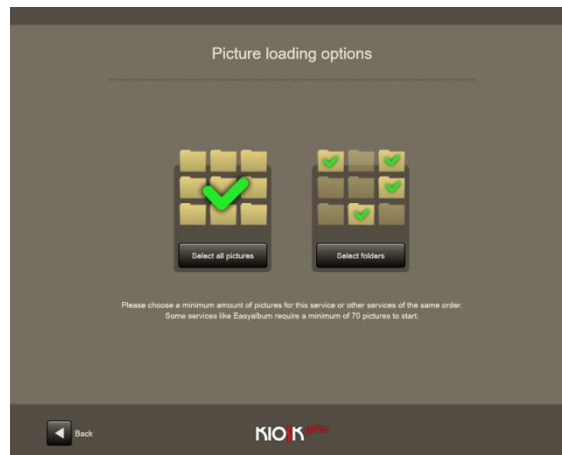 Picture loading options
Select all pictures
Select folders
Please choose a minimum amount of pictures for this service or other services of the same order.
Some services like Easyalbum require a minimum of 70 pictures to start.
Back